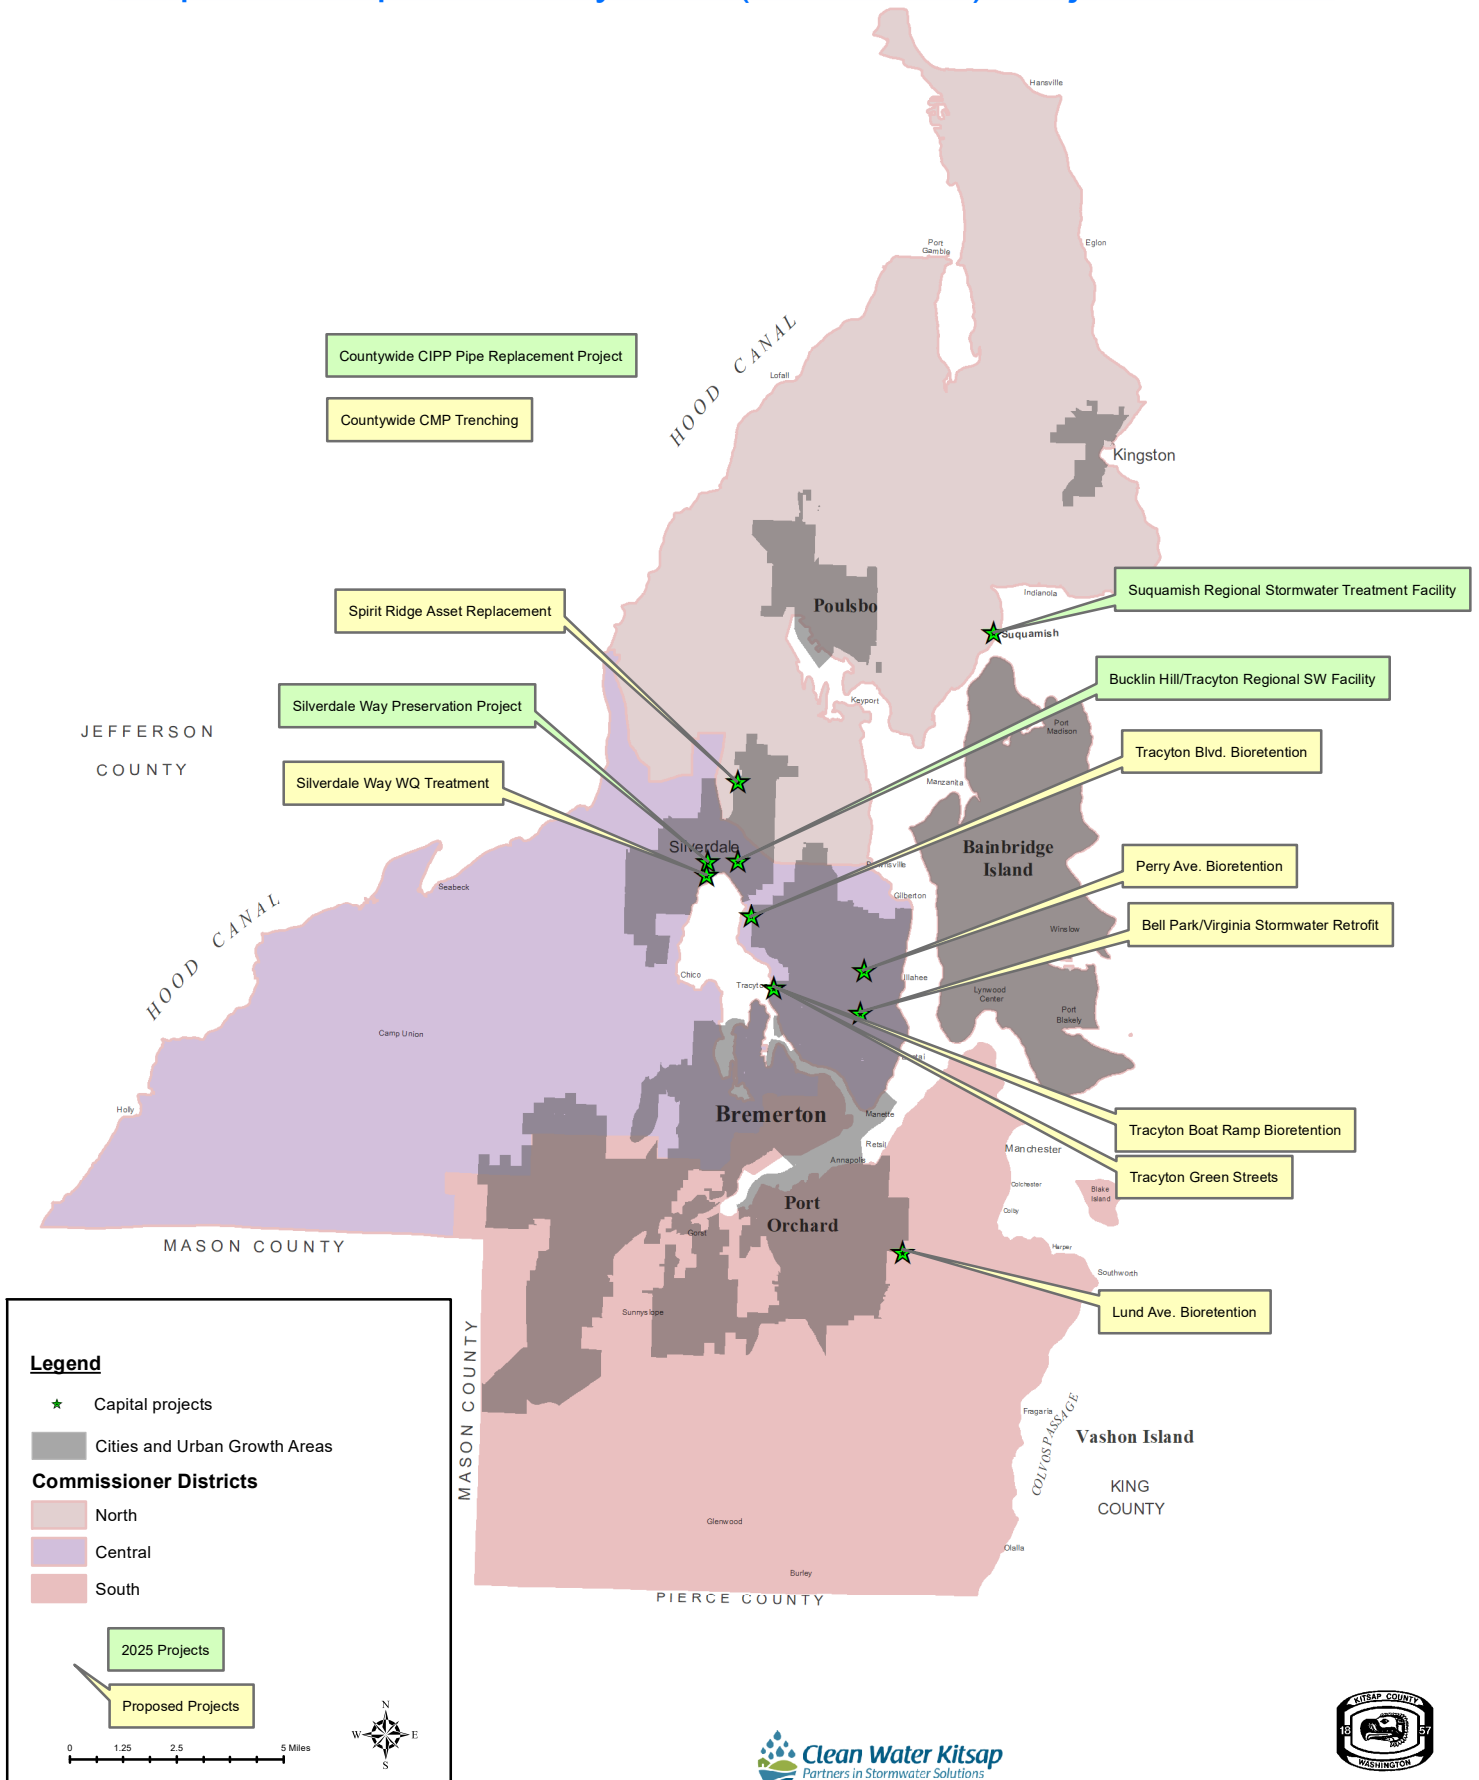 Hansville
Port
Gamble
Eglon
HOOD CANAL
Countywide CIPP Pipe Replacement Project
Lofall
Countywide CMP Trenching
Kingston
Suquamish Regional Stormwater Treatment Facility
Indianola
Spirit Ridge Asset Replacement
Poulsbo
Suquamish
Bucklin Hill/Tracyton Regional SW Facility
Keyport
Silverdale Way Preservation Project
Port
Madison
JEFFERSON
COUNTY
Tracyton Blvd. Bioretention
Silverdale Way WQ Treatment
Manzanita
Silverdale
Bainbridge
Island
Perry Ave. Bioretention
Seabeck
Gilberton
HOOD CANAL
Bell Park/Virginia Stormwater Retrofit
Winslow
Chico
Illahee
Lynwood
Center
Port
Blakely
Camp Union
Holly
Bremerton
Manette
Tracyton Boat Ramp Bioretention
Retsil
Manchester
Annapolis
Tracyton Green Streets
Colchester
Blake
Island
Port
Orchard
Colby
Gorst
MASON COUNTY
Harper
Southworth
Sunnyslope
Lund Ave. Bioretention
MASON COUNTY
Legend
Capital projects
Cities and Urban Growth Areas
Commissioner Districts
North
Central
South
2025 Projects
Proposed Projects
0 1.25 2.5 5 Miles
N
W E
S
Fragaria
COLVOS PASSAGE
Vashon Island
KING
COUNTY
Glenwood
Olalla
Burley
PIERCE COUNTY
Clean Water Kitsap
Partners in Stormwater Solutions
KITSAP COUNTY
18 57
WASHINGTON